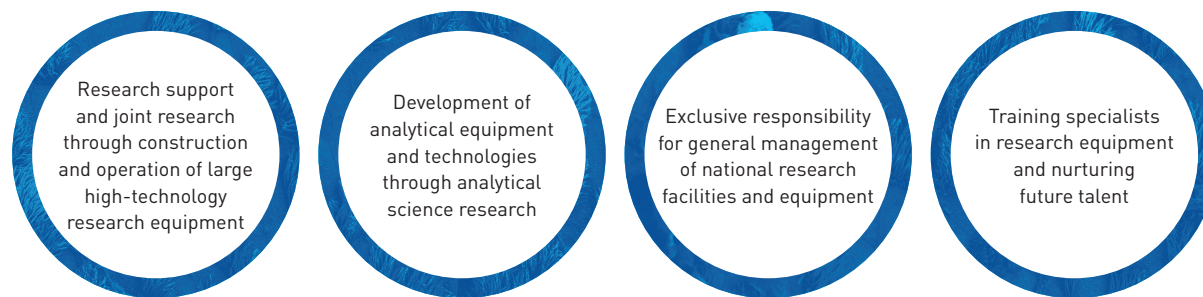 Research support
and joint research
through construction
and operation of large
high-technology
research equipment
Development of
analytical equipment
and technologies
through analytical
science research
Exclusive responsibility
for general management
of national research
facilities and equipment
Training specialists
in research equipment
and nurturing
future talent